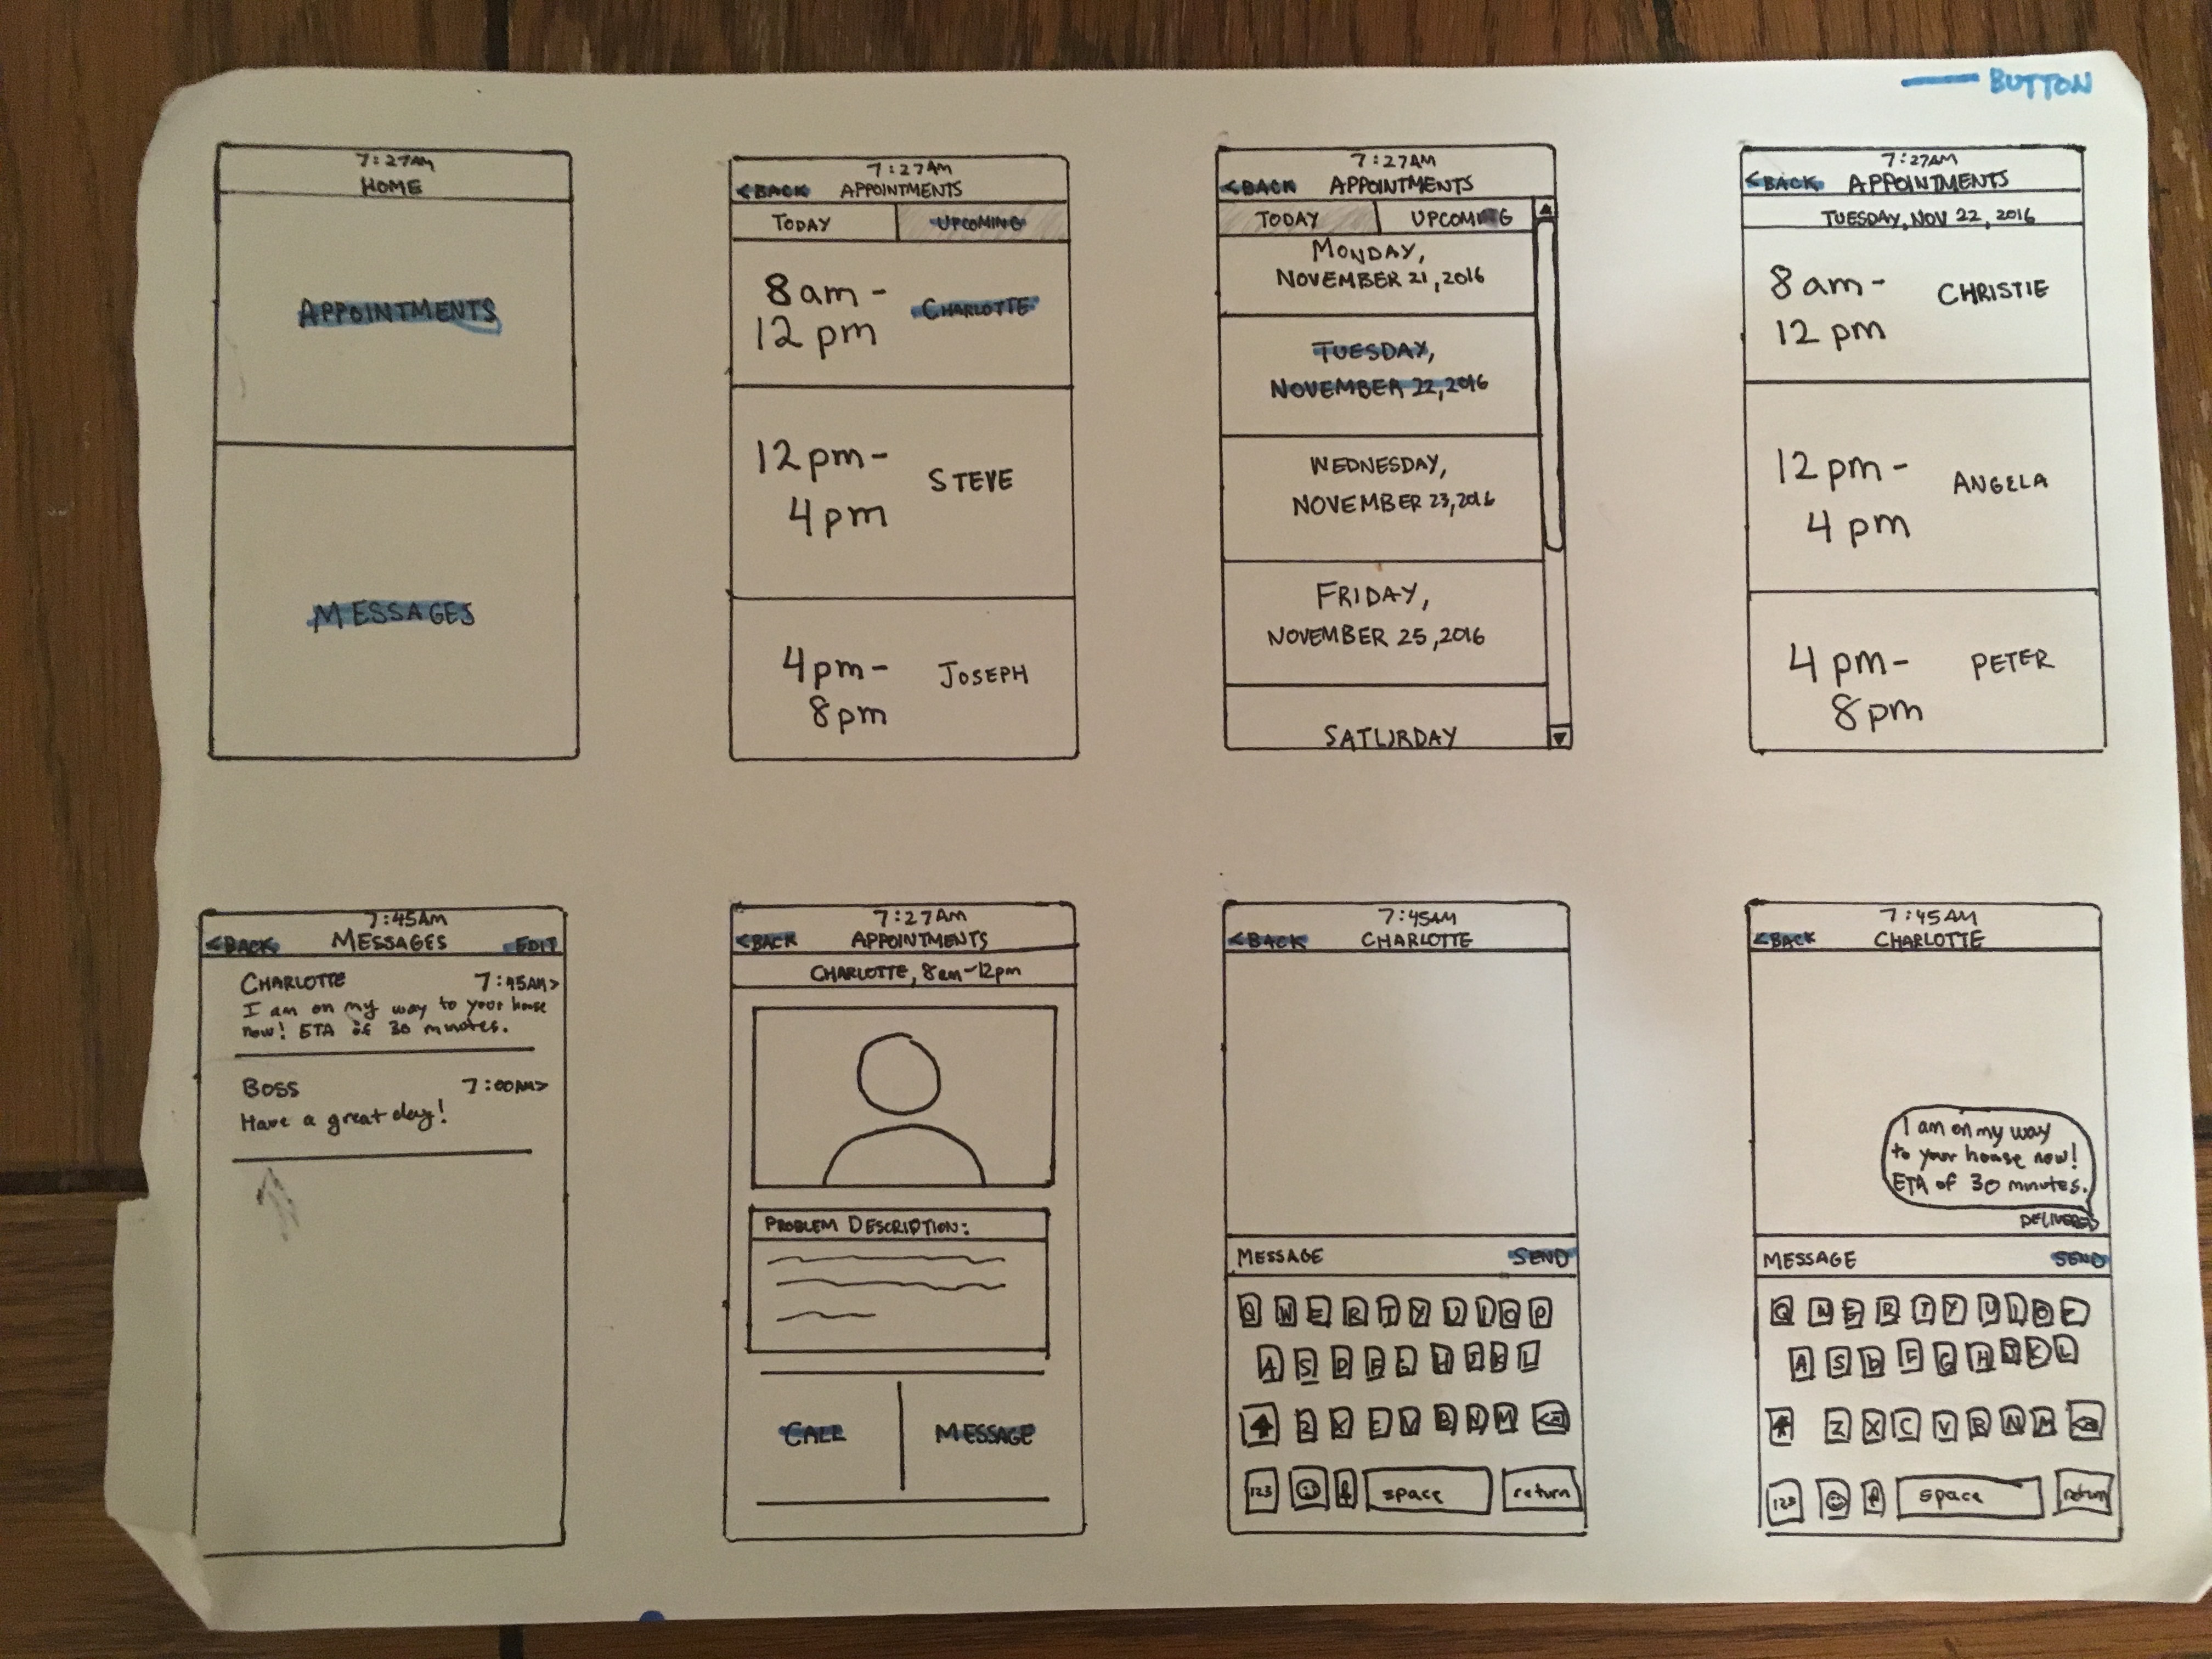 BUTTON
7:27AM
HOME
APPOINTMENTS
MESSAGES
7:27AM
<BACK APPOINTMENTS
TODAY UPCOMING
8am-
12 pm
CHARLOTTE
12pm-
4pm
STEVE
4pm-
8pm
JOSEPH
7:27AM
<BACK APPOINTMENTS
TODAY UPCOMING
MONDAY,
NOVEMBER 21,2016
TUESDAY,
NOVEMBER 22,2016
WEDNESDAY,
NOVEMBER 23,2016
FRIDAY,
NOVEMBER 25,2016
SATURDAY
7:27AM
<BACK APPOINTMENTS
TUESDAY, NOV 22, 2016
8am-
12 pm
CHRISTIE
12pm-
4 pm
ANGELA
4 pm-
8pm
PETER
7:45AM
<BACK MESSAGES EDIT
CHARLOTTE 7:45AM>
I am on my way to your house
now! ETA of 30 minutes.
BOSS 7:00AM>
Have a great day!
7:27AM
<BACK APPOINTMENTS
CHARLOTTE, 8am-12pm
PROBLEM DESCRIPTION:
CALL MESSAGE
7:45AM
<BACK CHARLOTTE
MESSAGE SEND
Q W E R T Y U I O P
A S D F G H J K L
Z X C V B N M
123 space return
7:45AM
<BACK CHARLOTTE
I am on my way
to your house now!
ETA of 30 minutes.
DELIVERED
MESSAGE SEND
Q W E R T Y U I O P
A S D F G H J K L
Z X C V B N M
123 space return